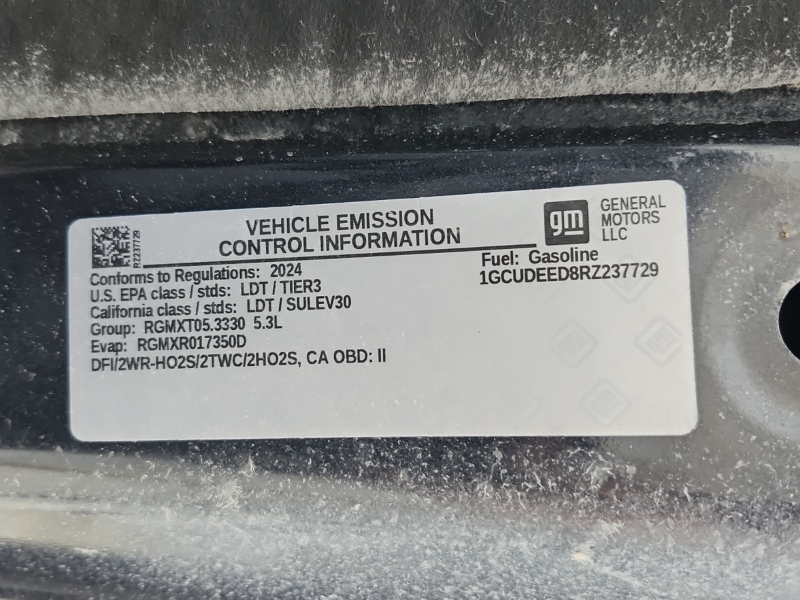 VEHICLE EMISSION
CONTROL INFORMATION
gm
GENERAL
MOTORS
LLC
RZ237729
Fuel: Gasoline
1GCUDEED8RZ237729
Conforms to Regulations: 2024
U.S. EPA class / stds: LDT / TIER3
California class / stds: LDT / SULEV30
Group: RGMXT05.3330 5.3L
Evap: RGMXR017350D
DFI/2WR-HO2S/2TWC/2HO2S, CA OBD: II